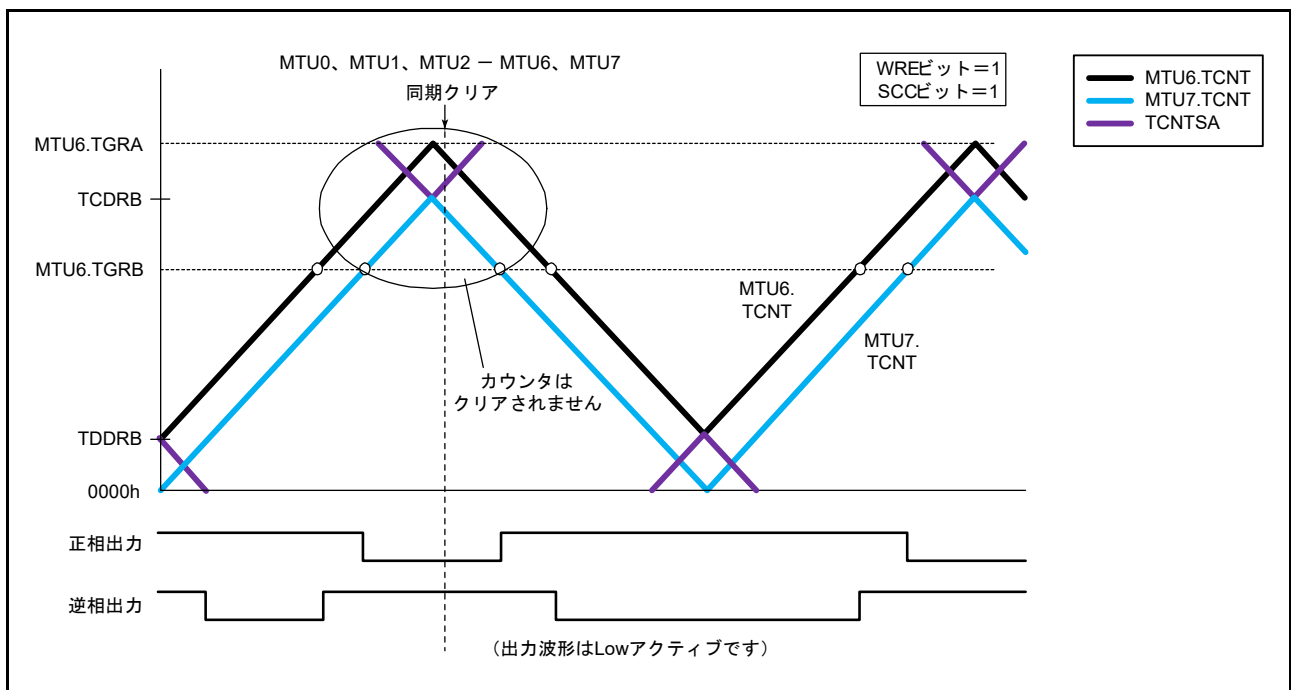 MTU0、MTU1、MTU2 － MTU6、MTU7
同期クリア
WREビット＝1
SCCビット＝1
MTU6.TCNT
MTU7.TCNT
TCNTSA
MTU6.TGRA
TCDRB
MTU6.TGRB
TDDRB
0000h
カウンタは
クリアされません
MTU6.
TCNT
MTU7.
TCNT
正相出力
逆相出力
（出力波形はLowアクティブです）